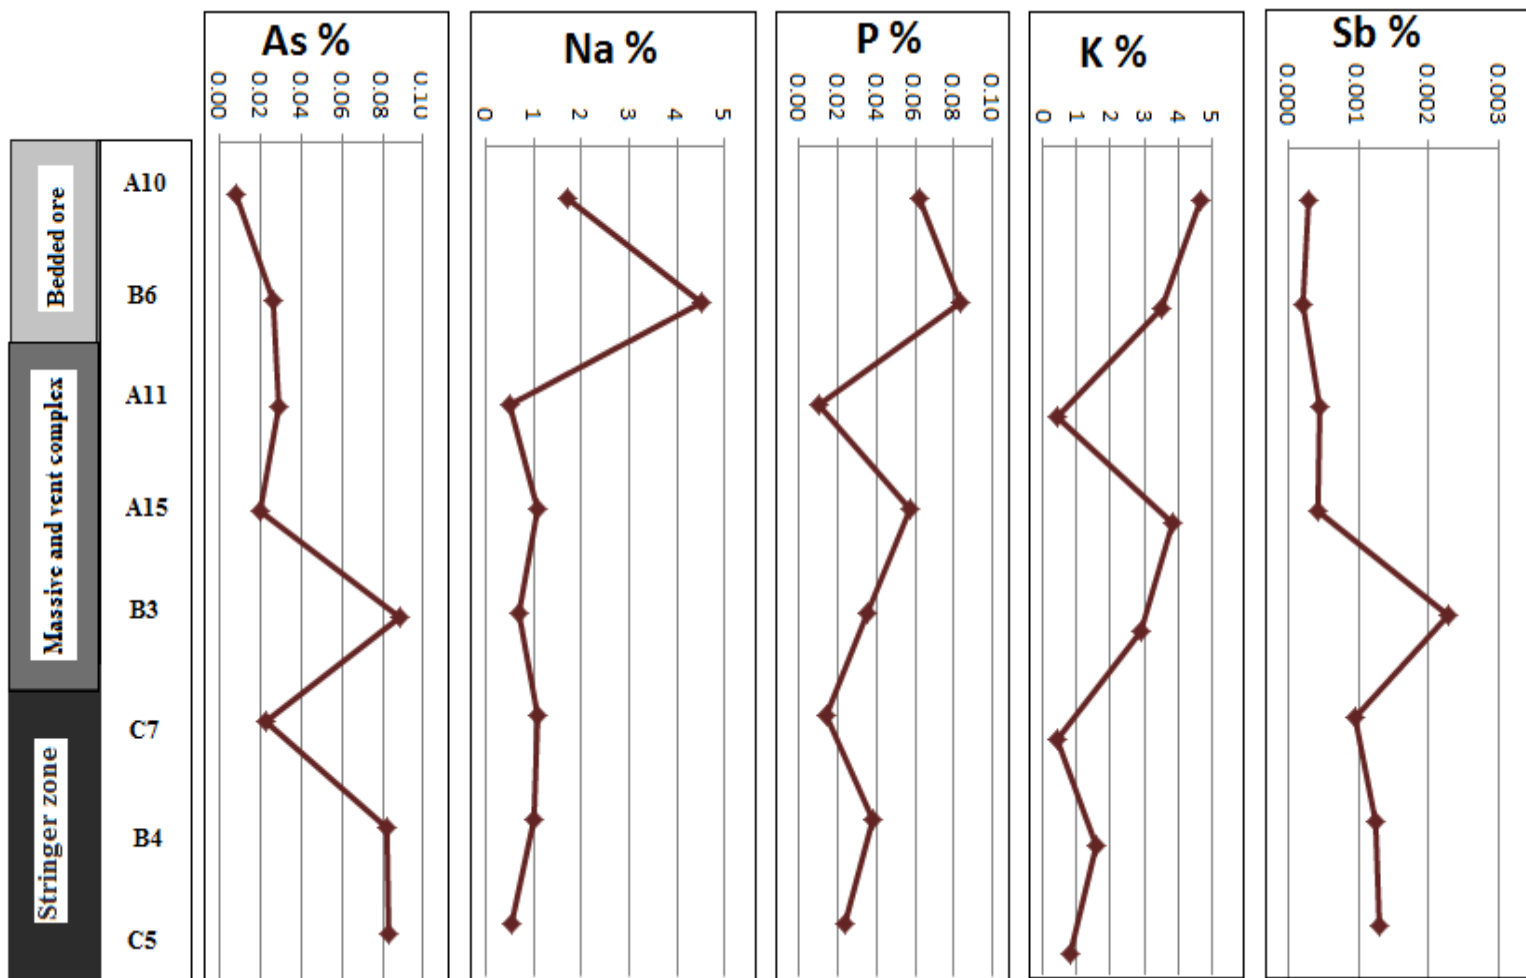 As %
0.00 0.02 0.04 0.06 0.08 0.10
Na %
0 1 2 3 4 5
P %
0.00 0.02 0.04 0.06 0.08 0.10
K %
0 1 2 3 4 5
Sb %
0.000 0.001 0.002 0.003
Bedded ore
Massive and vent complex
Stringer zone
A10
B6
A11
A15
B3
C7
B4
C5